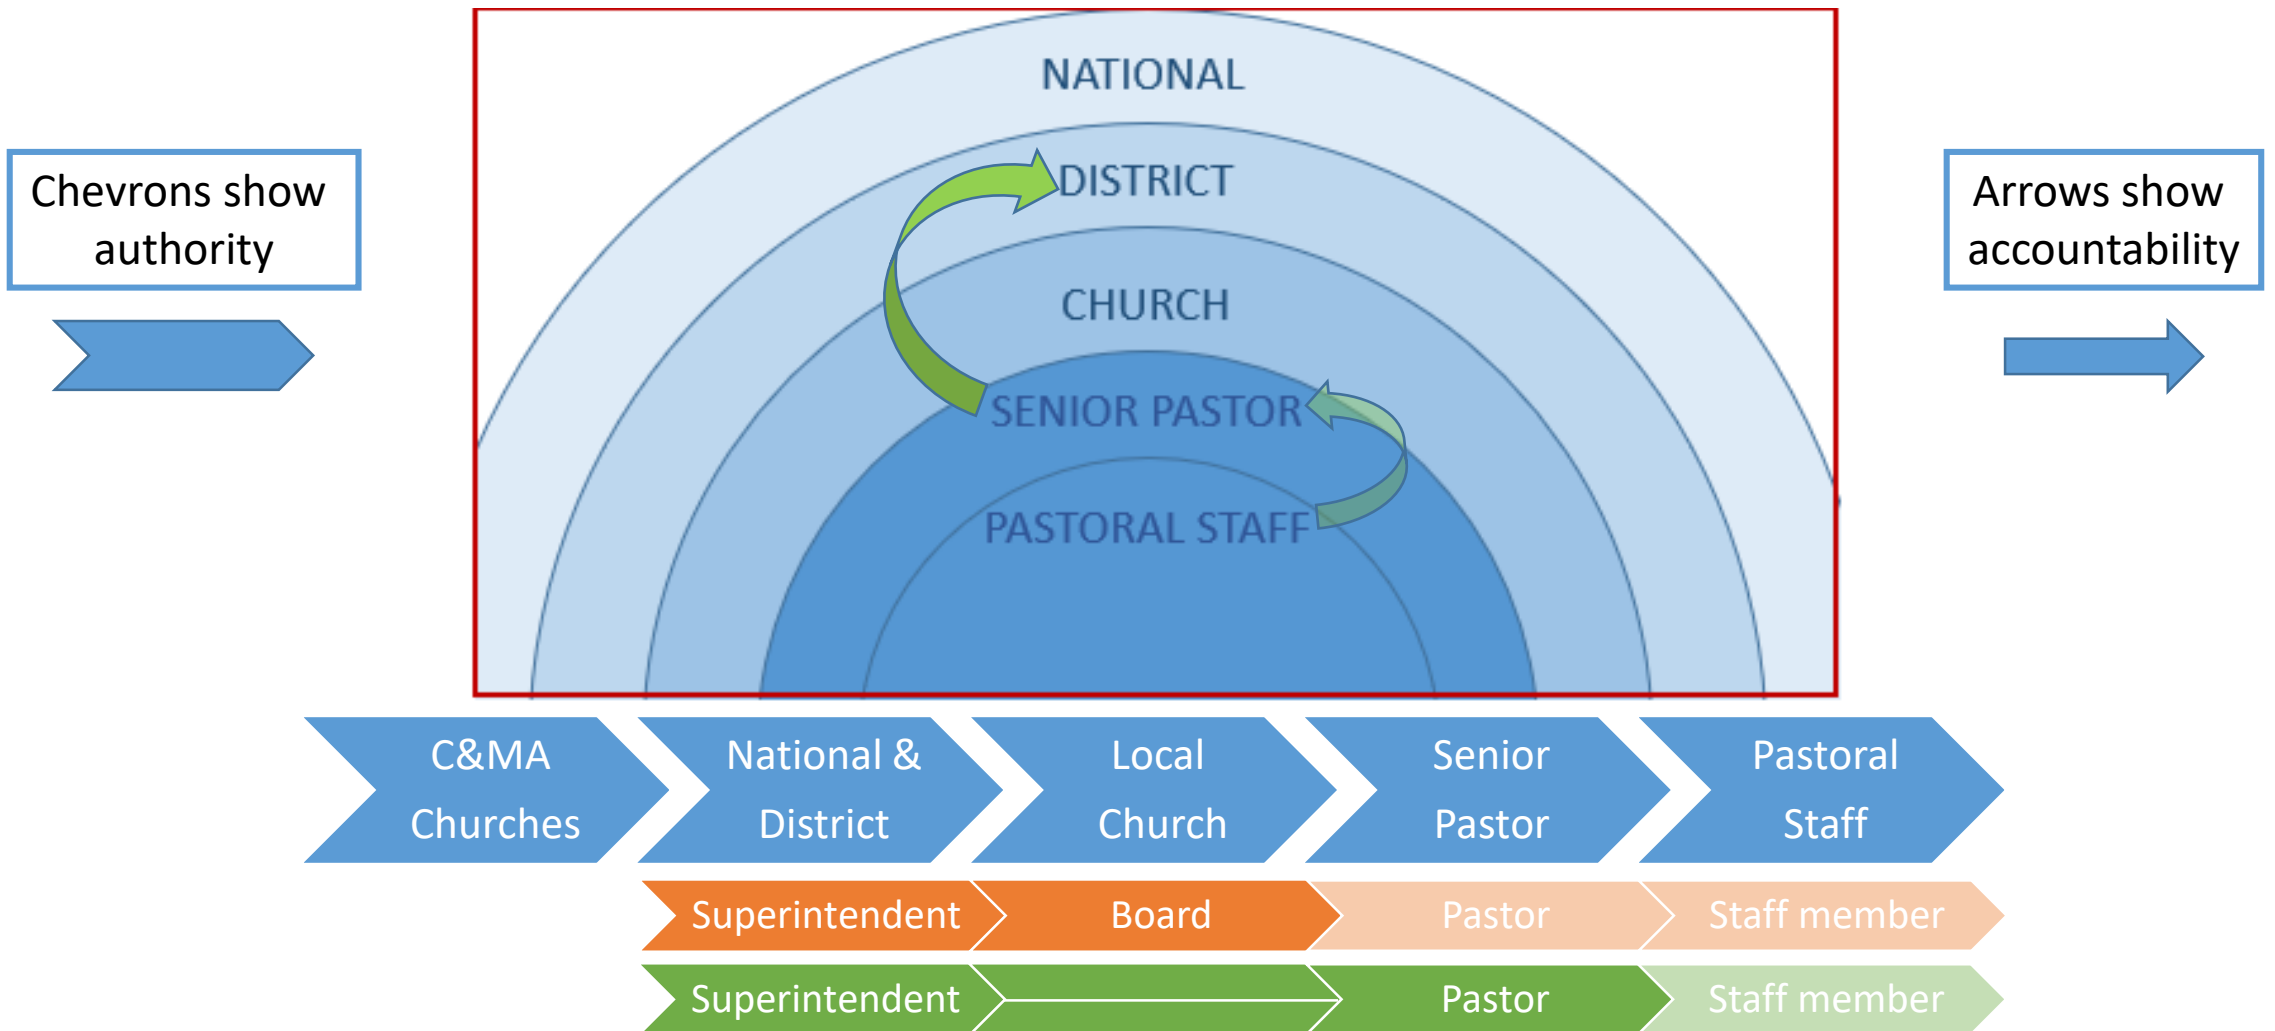 NATIONAL
Chevrons show
authority
DISTRICT
Arrows show
accountability
CHURCH
SENIOR PASTOR
PASTORAL STAFF
C&MA
Churches
National &
District
Local
Church
Senior
Pastor
Pastoral
Staff
Superintendent
Board
Pastor
Staff member
Superintendent
Pastor
Staff member